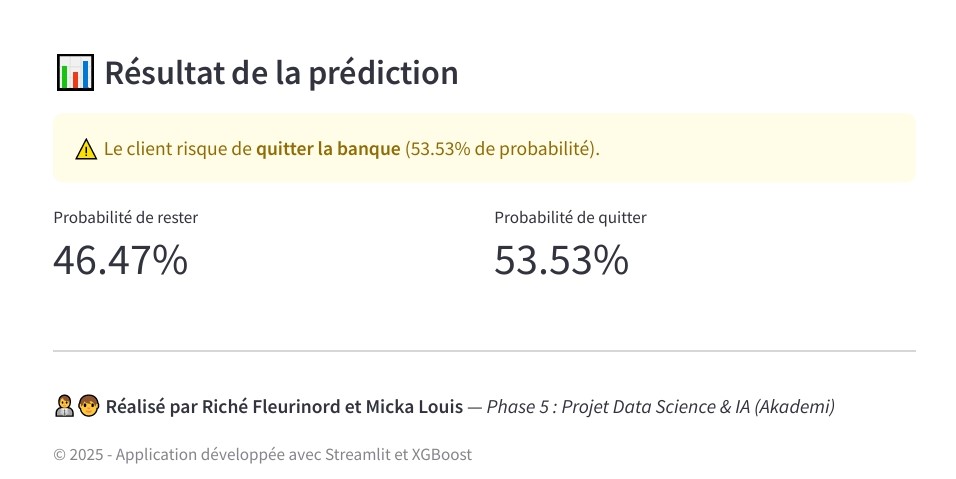 📊 Résultat de la prédiction
⚠️ Le client risque de quitter la banque (53.53% de probabilité).
Probabilité de rester
Probabilité de quitter
46.47%
53.53%
Réalisé par Riché Fleurinord et Micka Louis — Phase 5 : Projet Data Science & IA (Akademi)
© 2025 - Application développée avec Streamlit et XGBoost